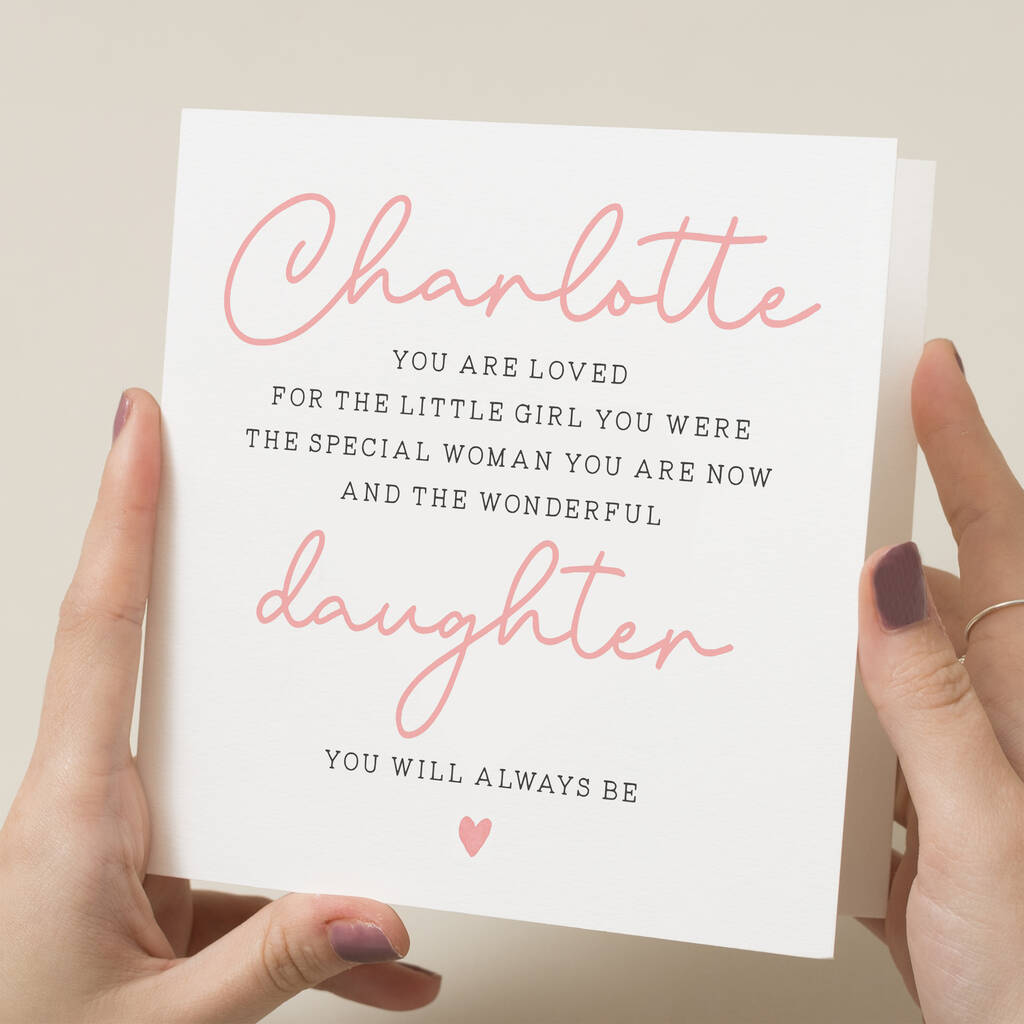 Charlotte
YOU ARE LOVED
FOR THE LITTLE GIRL YOU WERE
THE SPECIAL WOMAN YOU ARE NOW
AND THE WONDERFUL
daughter
YOU WILL ALWAYS BE